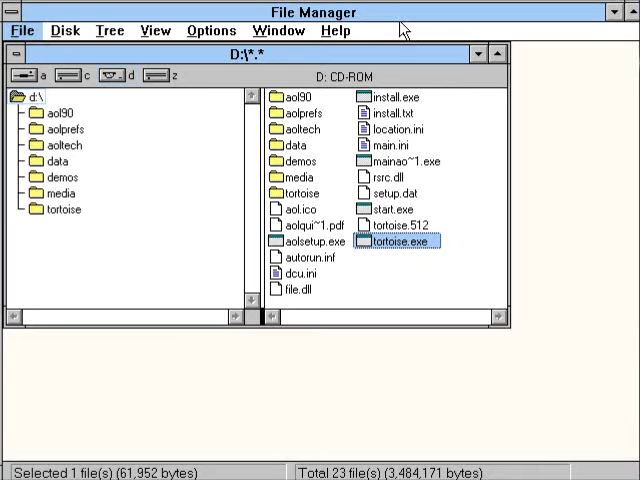 File Manager
File Disk Tree View Options Window Help
D:\*.*
a c d z D: CD-ROM
d:\
aol90
aolprefs
aoltech
data
demos
media
tortoise
aol90
aolprefs
aoltech
data
demos
media
tortoise
aol.ico
aolqui~1.pdf
aolsetup.exe
autorun.inf
dcu.ini
file.dll
install.exe
install.txt
location.ini
main.ini
mainao~1.exe
rsrc.dll
setup.dat
start.exe
tortoise.512
tortoise.exe
Selected 1 file(s) (61,952 bytes) Total 23 file(s) (3,484,171 bytes)